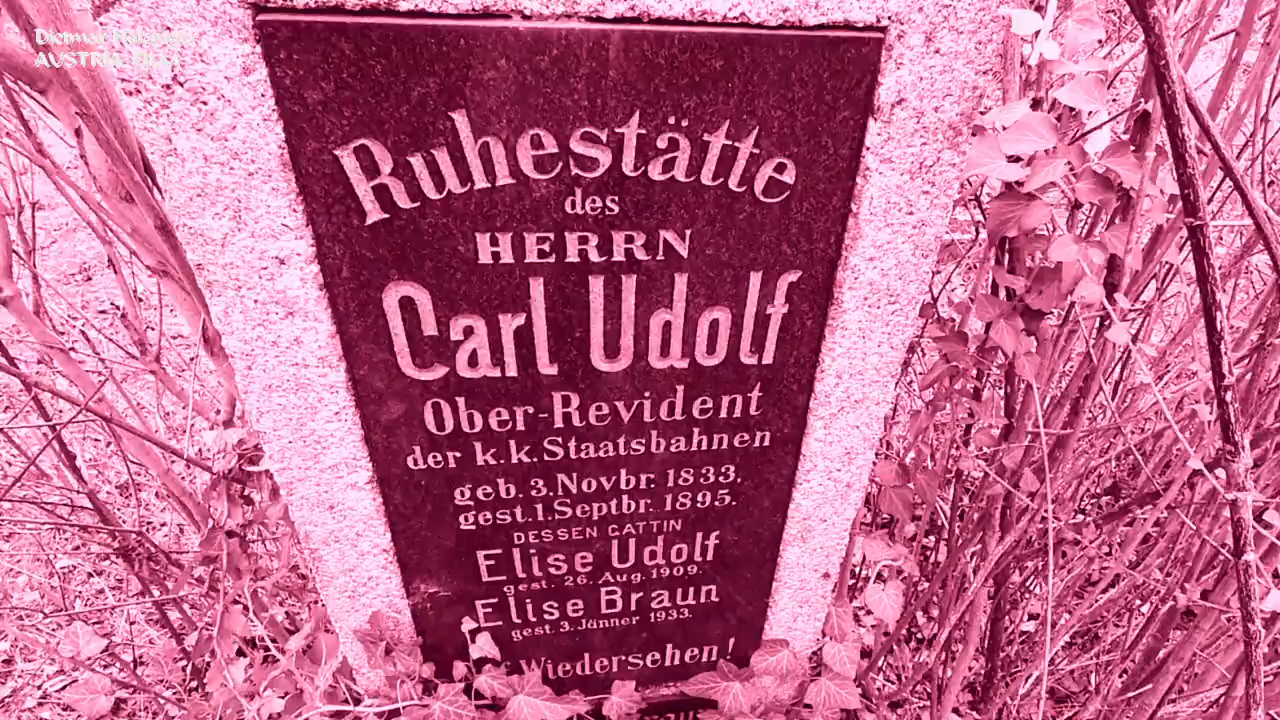 Dietmar
AUSTRIA
Ruhestätte
des
HERRN
Carl Udolf
Ober-Revident
der k.k. Staatsbahnen
geb. 3. Novbr. 1833.
gest. 1. Septbr. 1895.
DESSEN GATTIN
Elise Udolf
gest. 26. Aug. 1909.
Elise Braun
gest. 3. Jänner 1933.
Wiedersehen!